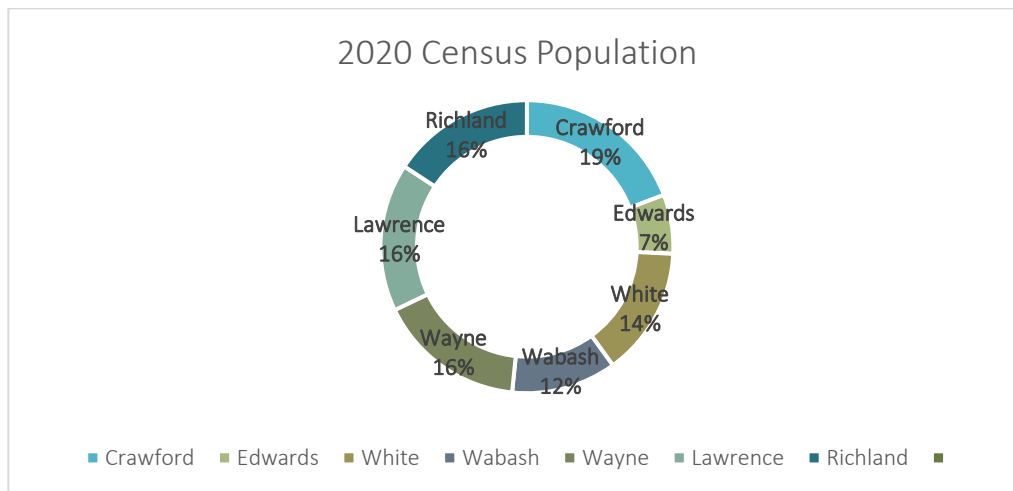 2020 Census Population
Richland
16%
Crawford
19%
Lawrence
16%
Edwards
7%
White
14%
Wayne
16%
Wabash
12%
Crawford Edwards White Wabash Wayne Lawrence Richland